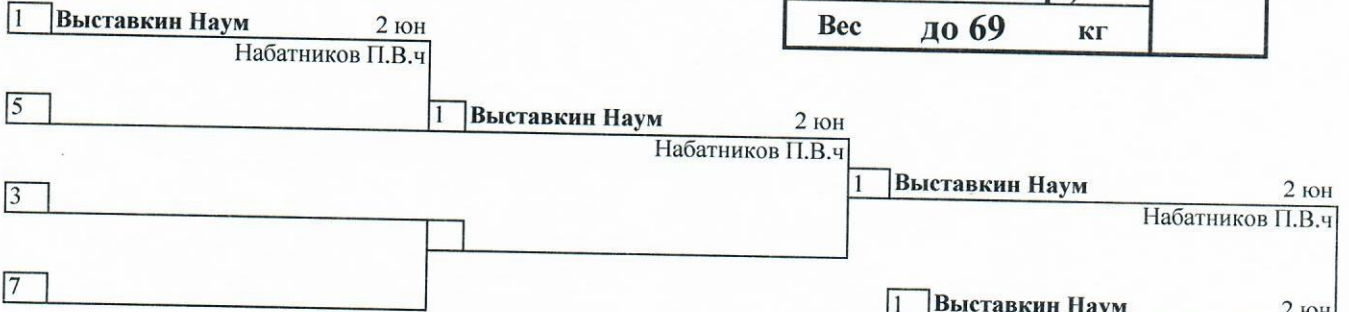 1 Выставкин Наум 2 юн
Набатников П.В.ч
Вес до 69 кг
5
1 Выставкин Наум 2 юн
Набатников П.В.ч
3
1 Выставкин Наум 2 юн
Набатников П.В.ч
7
1 Выставкин Наум 2 юн